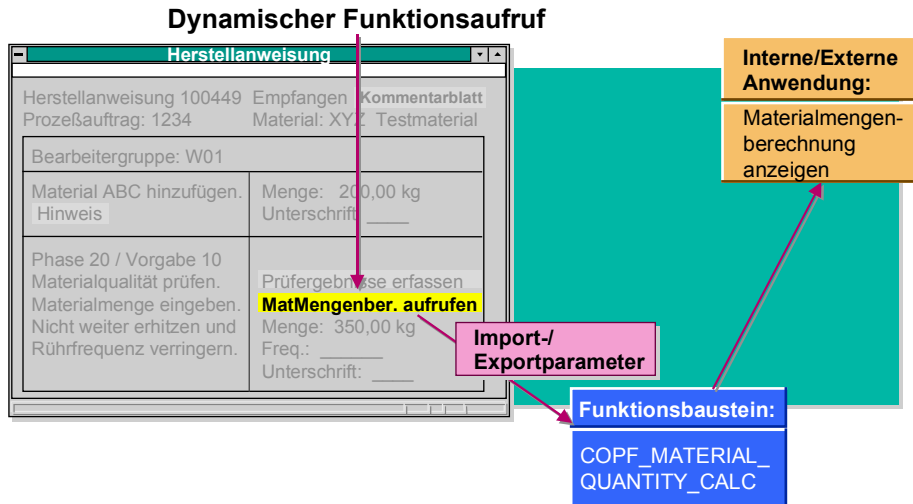 Dynamischer Funktionsaufruf
Herstellanweisung
Herstellanweisung 100449 Empfangen Kommentarblatt
Prozeßauftrag: 1234 Material: XYZ Testmaterial
Bearbeitergruppe: W01
Material ABC hinzufügen.
Hinweis
Menge: 200,00 kg
Unterschrift: ____
Phase 20 / Vorgabe 10
Materialqualität prüfen.
Materialmenge eingeben.
Nicht weiter erhitzen und
Rührfrequenz verringern.
Prüfergebnisse erfassen
MatMengenber. aufrufen
Menge: 350,00 kg
Freq.: ______
Unterschrift: ____
Import-/
Exportparameter
Funktionsbaustein:
COPF_MATERIAL_
QUANTITY_CALC
Interne/Externe
Anwendung:
Materialmengen-
berechnung
anzeigen